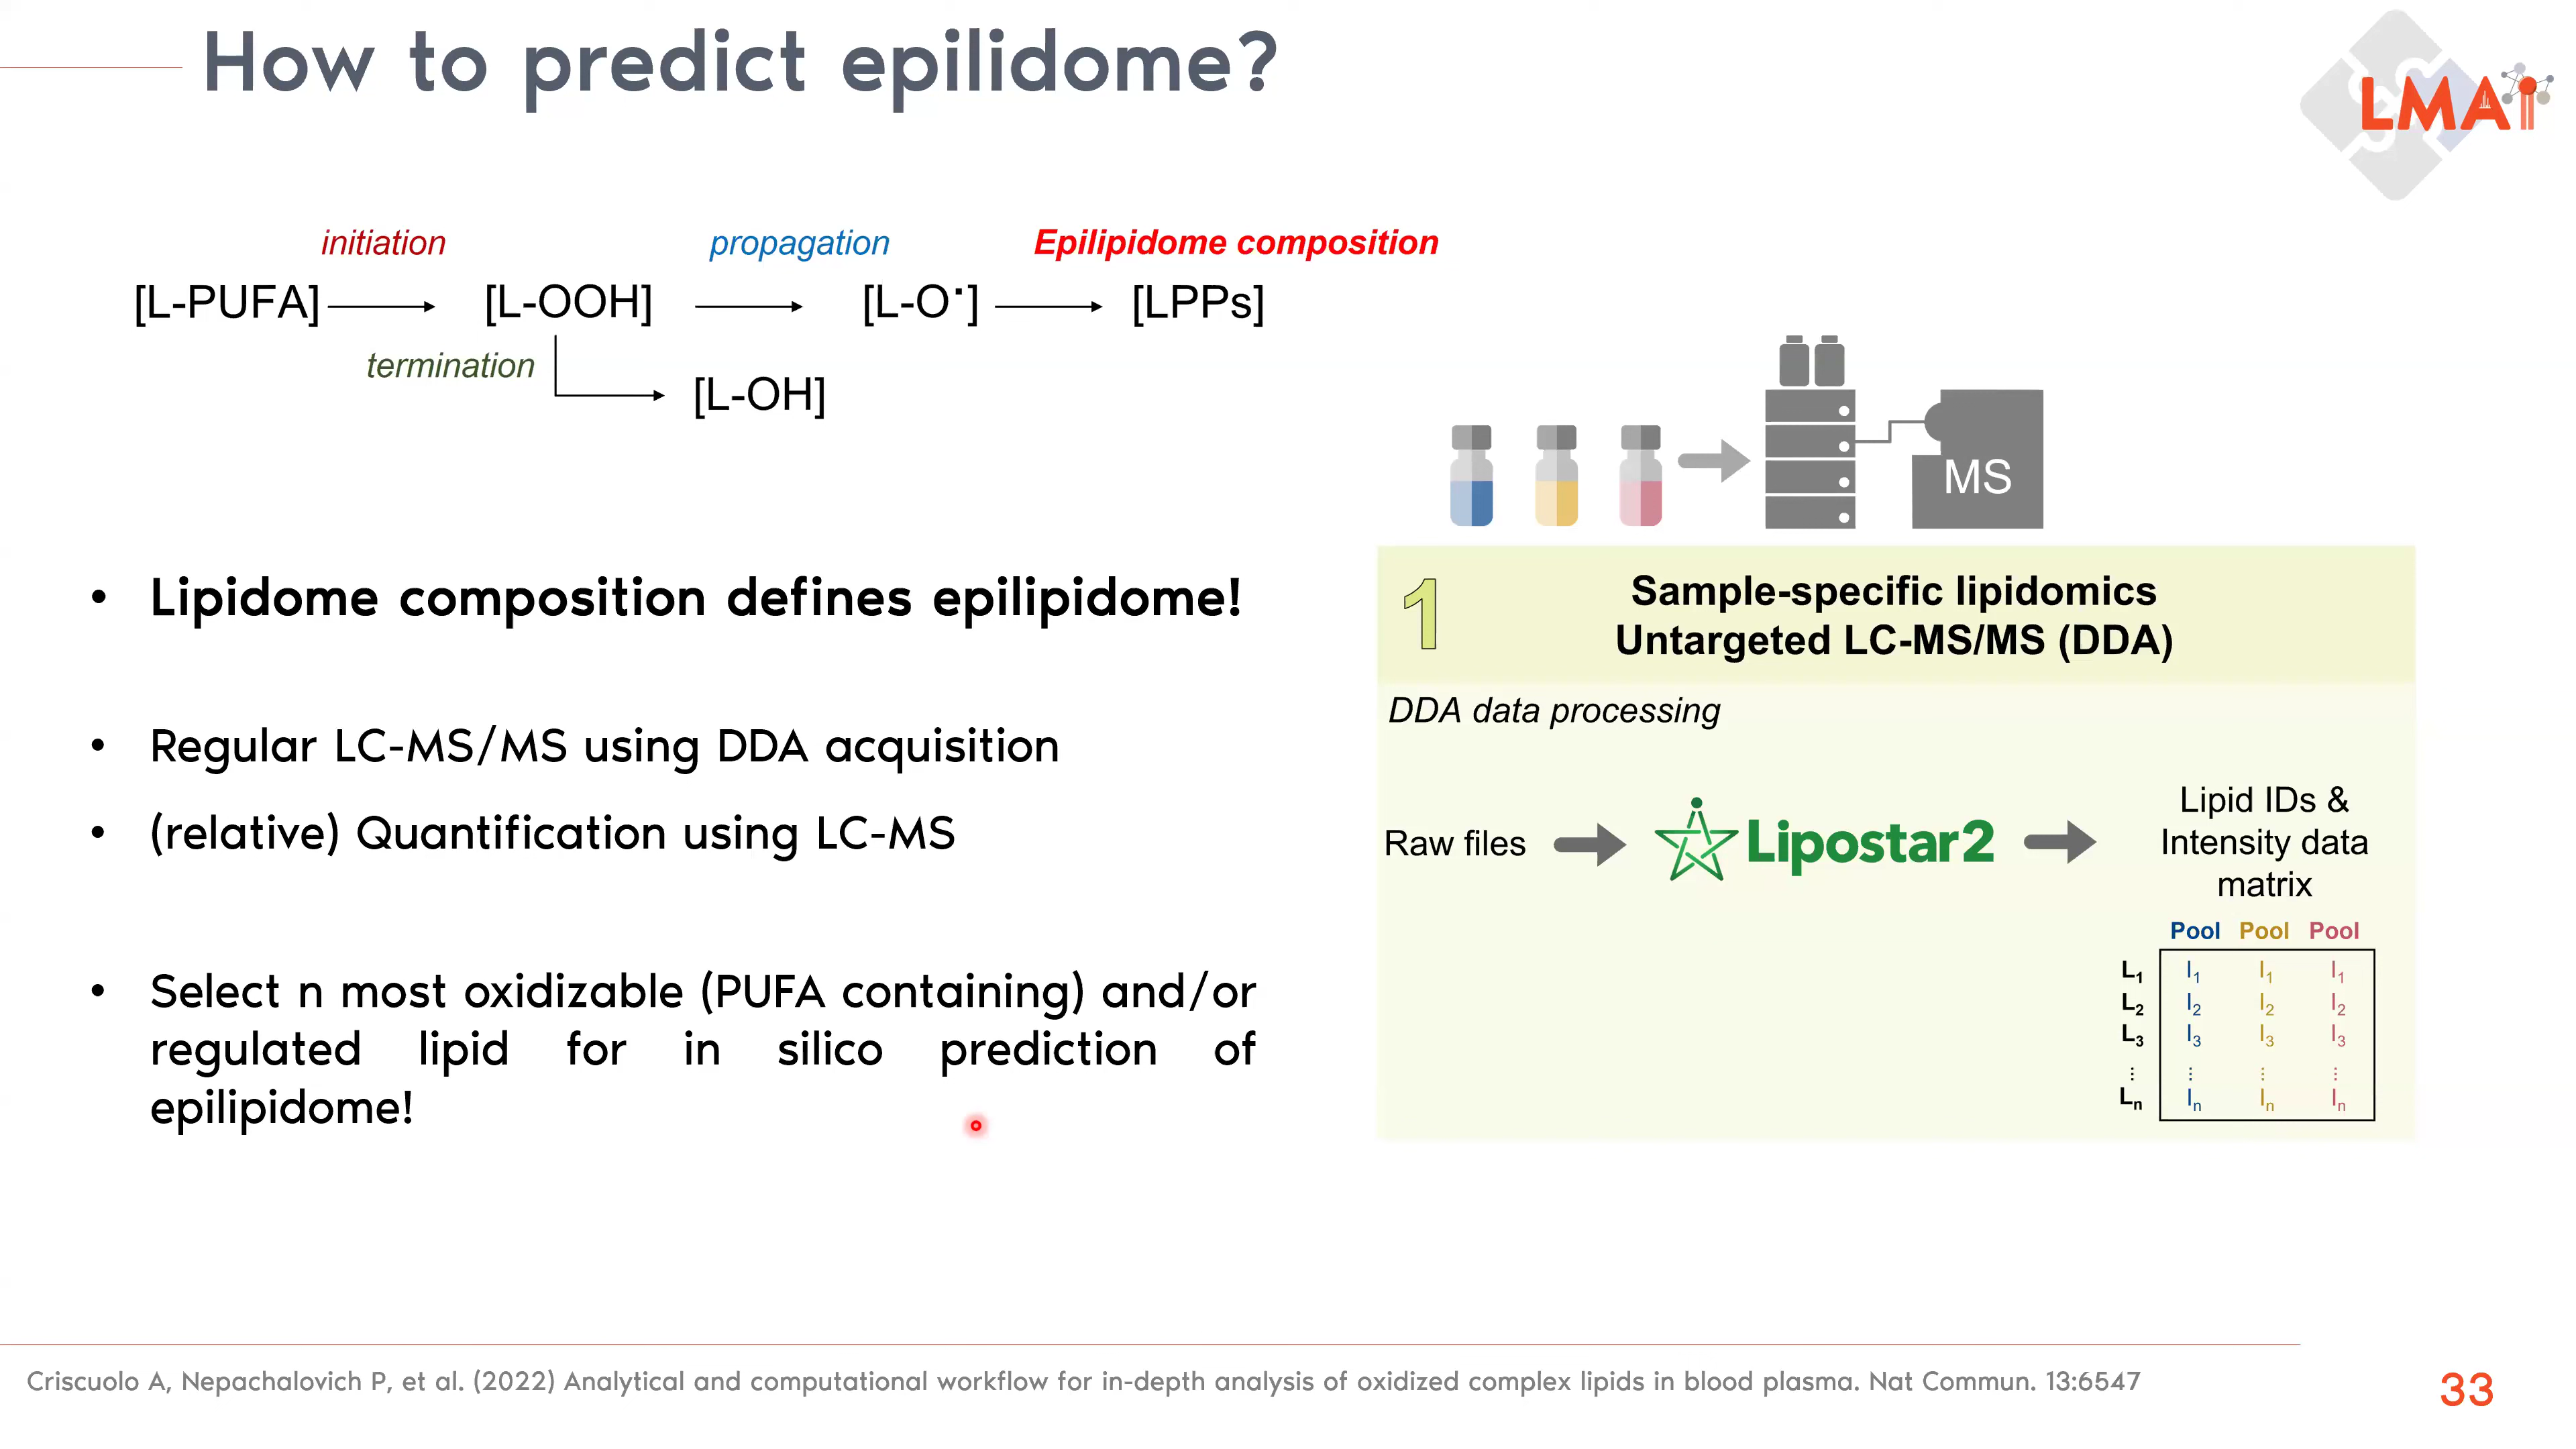 How to predict epilidome?
LMAi
initiation
propagation
Epilipidome composition
[L-PUFA]
[L-OOH]
[L-O•]
[LPPs]
termination
[L-OH]
MS
• Lipidome composition defines epilipidome!
• Regular LC-MS/MS using DDA acquisition
• (relative) Quantification using LC-MS
• Select n most oxidizable (PUFA containing) and/or
regulated lipid for in silico prediction of
epilipidome!
1
Sample-specific lipidomics
Untargeted LC-MS/MS (DDA)
DDA data processing
Raw files
Lipostar2
Lipid IDs &
Intensity data
matrix
Pool Pool Pool
L1 I1 I1 I1
L2 I2 I2 I2
L3 I3 I3 I3
⋮ ⋮ ⋮ ⋮
Ln In In In
Criscuolo A, Nepachalovich P, et al. (2022) Analytical and computational workflow for in-depth analysis of oxidized complex lipids in blood plasma. Nat Commun. 13:6547
33